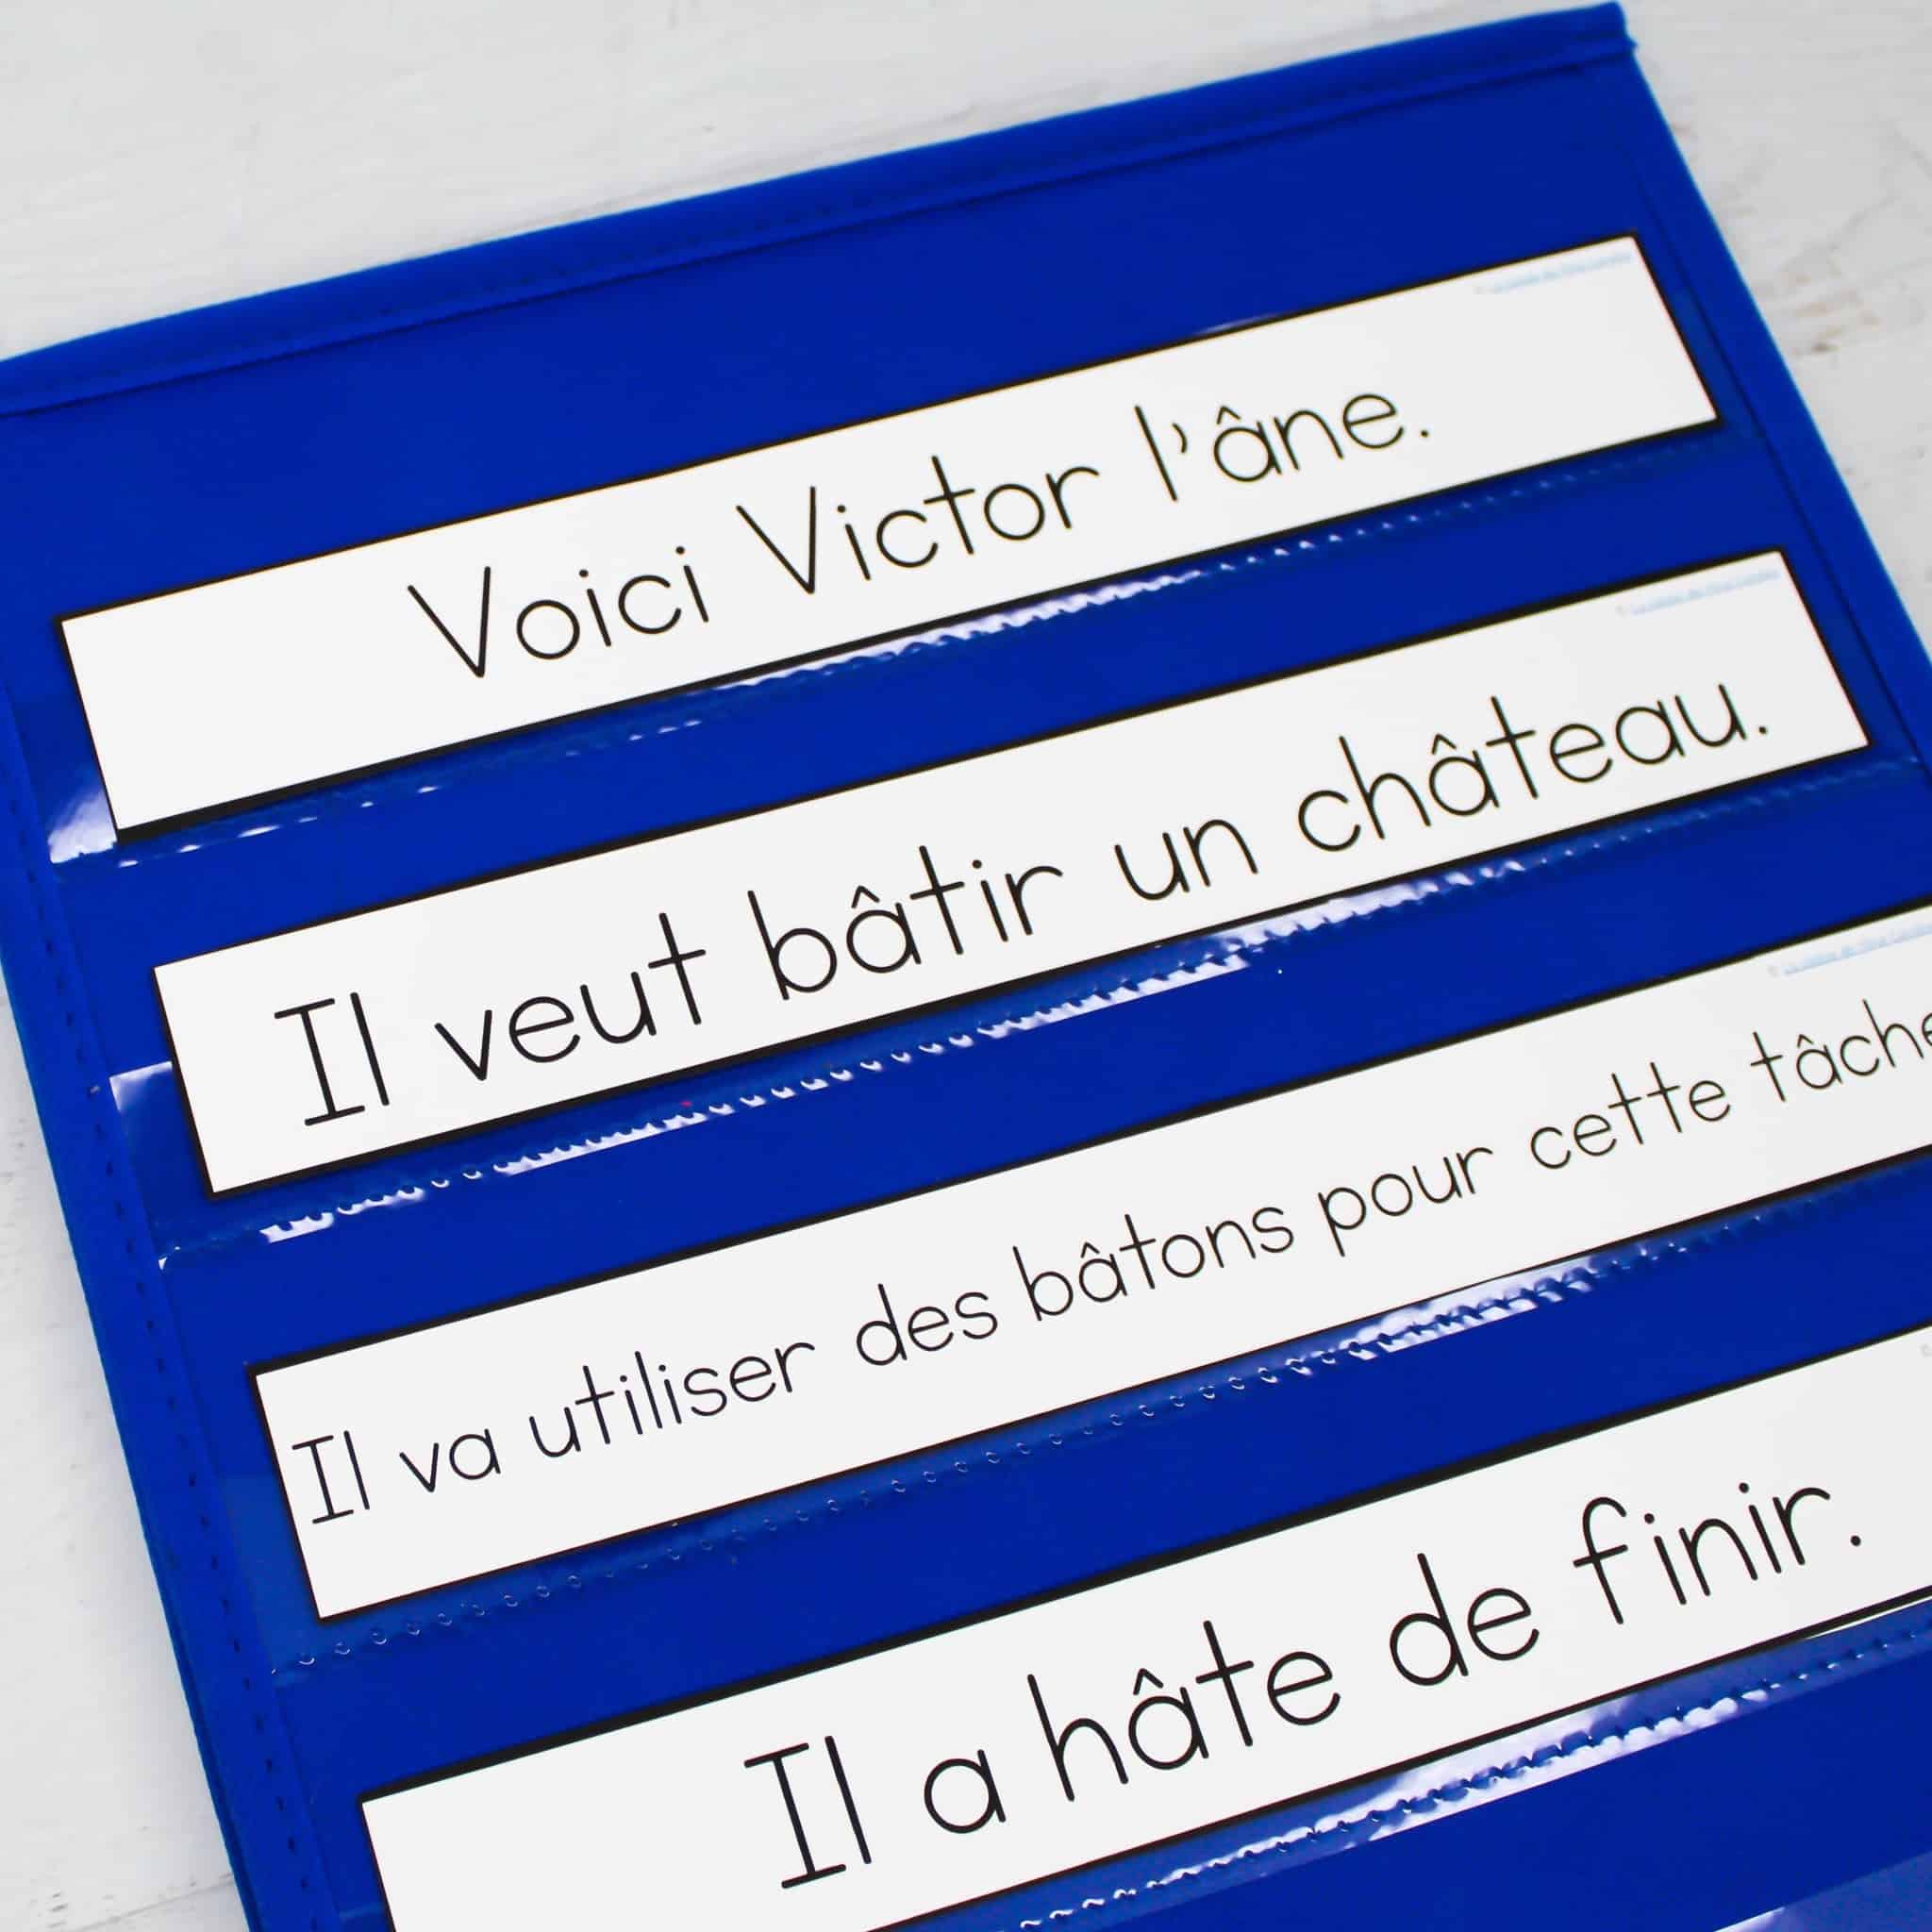 Voici Victor l'âne.
Il veut bâtir un château.
Il va utiliser des bâtons pour cette tâche
Il a hâte de finir.